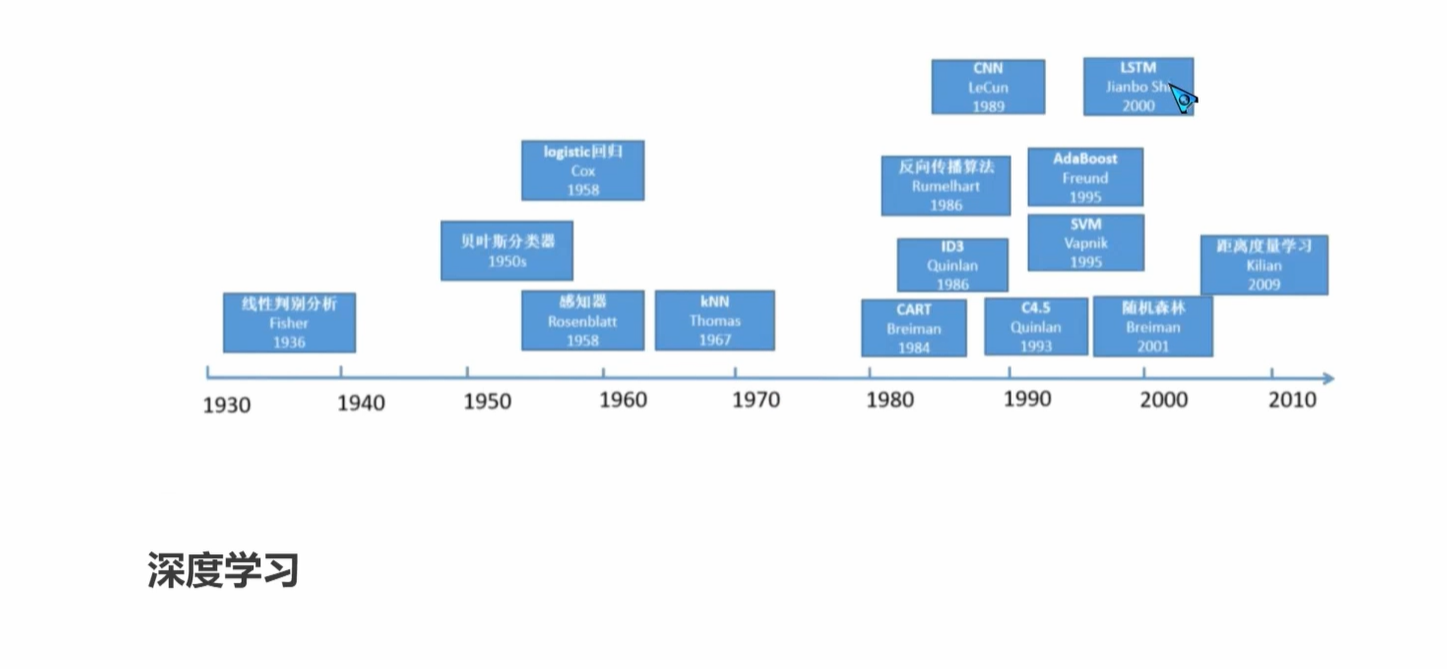 CNN
LeCun
1989
LSTM
Jianbo
2000
logistic回归
Cox
1958
反向传播算法
Rumelhart
1986
AdaBoost
Freund
1995
贝叶斯分类器
1950s
ID3
Quinlan
1986
SVM
Vapnik
1995
距离度量学习
Kilian
2009
线性判别分析
Fisher
1936
感知器
Rosenblatt
1958
kNN
Thomas
1967
CART
Breiman
1984
C4.5
Quinlan
1993
随机森林
Breiman
2001
1930 1940 1950 1960 1970 1980 1990 2000 2010
深度学习